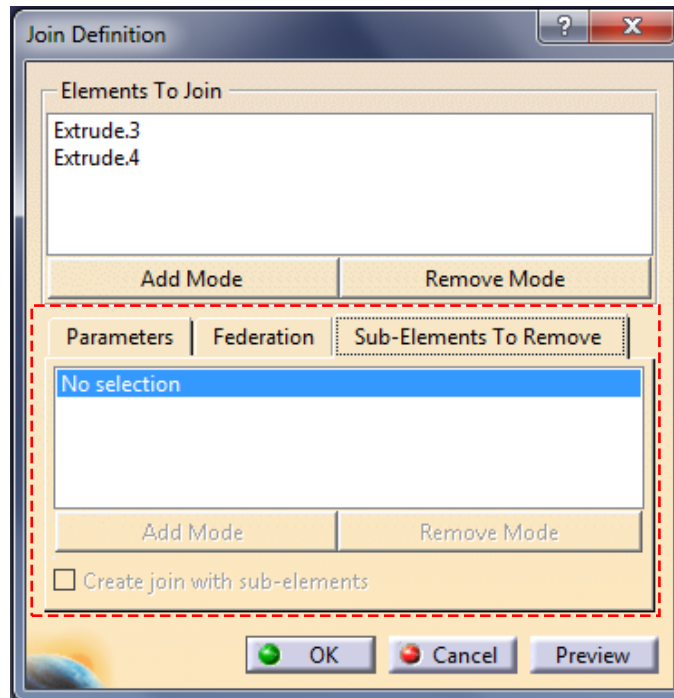 Join Definition
?
X
Elements To Join
Extrude.3
Extrude.4
Add Mode Remove Mode
Parameters Federation Sub-Elements To Remove
No selection
Add Mode Remove Mode
Create join with sub-elements
OK Cancel Preview